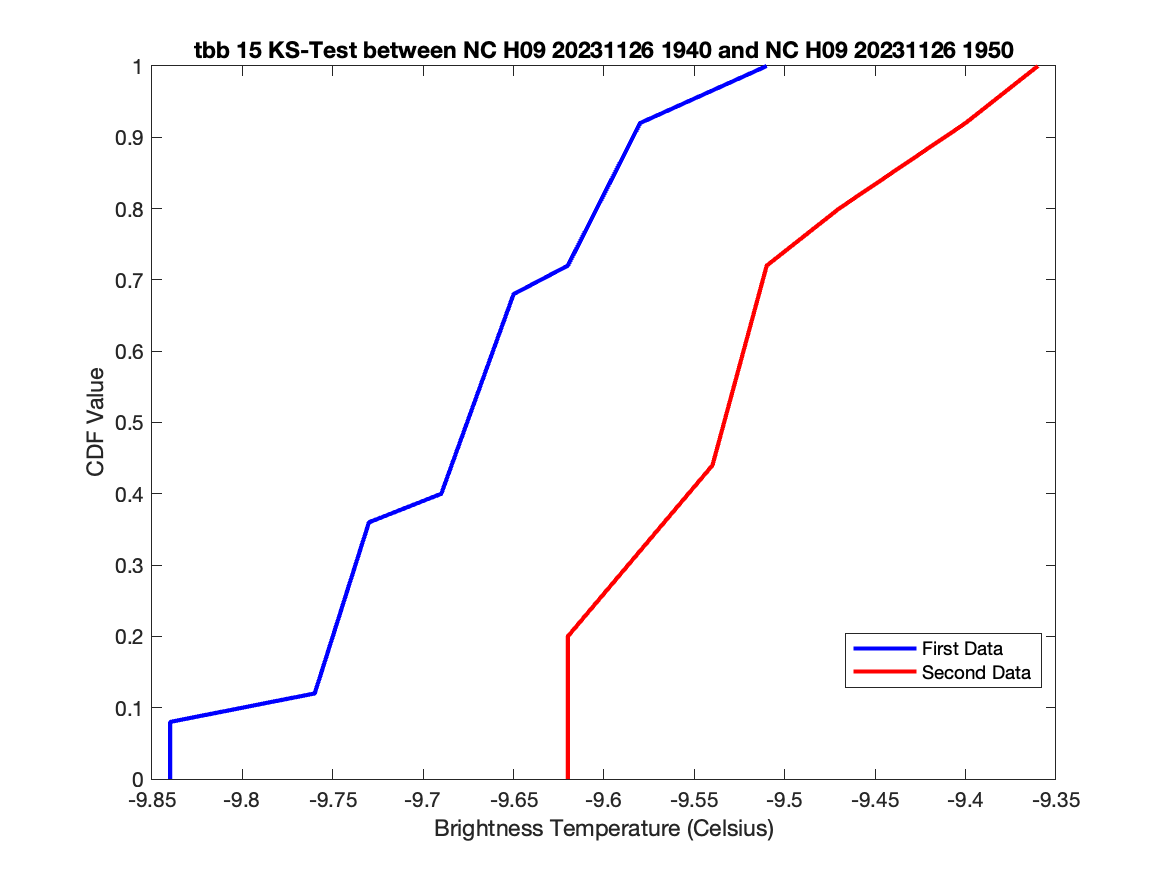 tbb 15 KS-Test between NC H09 20231126 1940 and NC H09 20231126 1950
1
0.9
0.8
0.7
0.6
0.5
0.4
0.3
0.2
0.1
0
CDF Value
First Data
Second Data
-9.85 -9.8 -9.75 -9.7 -9.65 -9.6 -9.55 -9.5 -9.45 -9.4 -9.35
Brightness Temperature (Celsius)